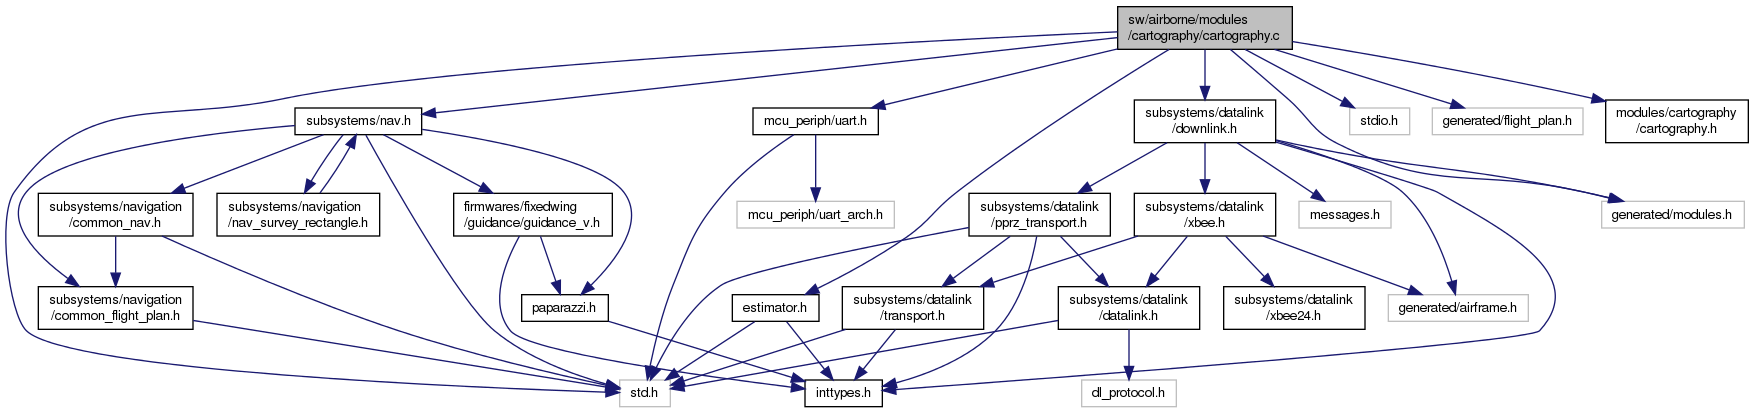 sw/airborne/modules
/cartography/cartography.c
subsystems/nav.h
mcu_periph/uart.h
subsystems/datalink
/downlink.h
stdio.h
generated/flight_plan.h
modules/cartography
/cartography.h
subsystems/navigation
/common_nav.h
subsystems/navigation
/nav_survey_rectangle.h
firmwares/fixedwing
/guidance/guidance_v.h
mcu_periph/uart_arch.h
subsystems/datalink
/pprz_transport.h
subsystems/datalink
/xbee.h
messages.h
generated/modules.h
subsystems/navigation
/common_flight_plan.h
paparazzi.h
estimator.h
subsystems/datalink
/transport.h
subsystems/datalink
/datalink.h
subsystems/datalink
/xbee24.h
generated/airframe.h
std.h
inttypes.h
dl_protocol.h